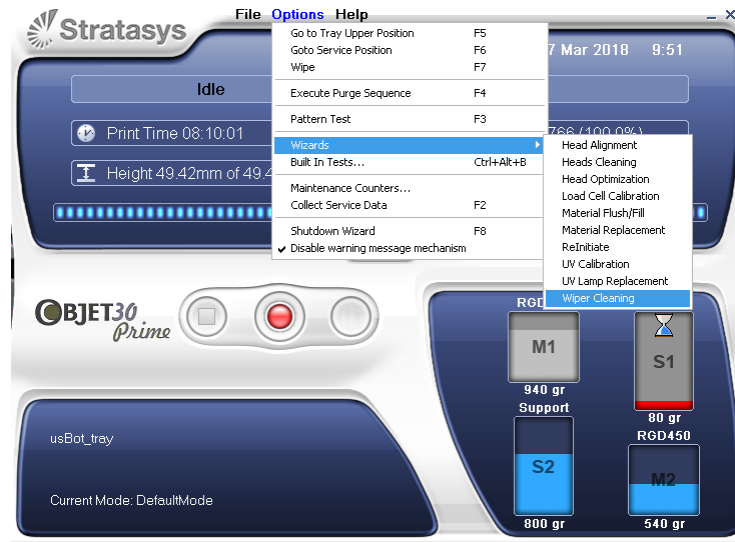 File Options Help
Stratasys
Go to Tray Upper Position F5
7 Mar 2018 9:51
Goto Service Position F6
Wipe F7
Idle
Execute Purge Sequence F4
Pattern Test F3
Print Time 08:10:01
766 (100.0%)
Wizards
Head Alignment
Built In Tests... Ctrl+Alt+B
Heads Cleaning
Height 49.42mm of 49.4
Head Optimization
Maintenance Counters...
Load Cell Calibration
Collect Service Data F2
Material Flush/Fill
Shutdown Wizard F8
Material Replacement
Disable warning message mechanism
ReInitiate
UV Calibration
UV Lamp Replacement
Wiper Cleaning
OBJET30
Prime
RGD
M1
S1
940 gr
80 gr
Support
RGD450
usBot_tray
S2
M2
Current Mode: DefaultMode
800 gr
540 gr